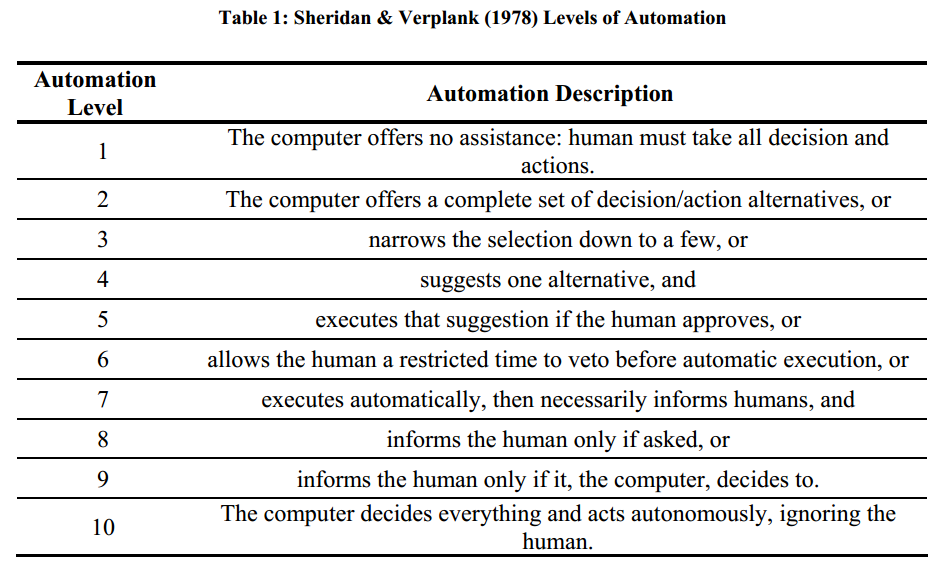 Table 1: Sheridan & Verplank (1978) Levels of Automation
Automation Level
Automation Description
1
The computer offers no assistance: human must take all decision and
actions.
2
The computer offers a complete set of decision/action alternatives, or
3
narrows the selection down to a few, or
4
suggests one alternative, and
5
executes that suggestion if the human approves, or
6
allows the human a restricted time to veto before automatic execution, or
7
executes automatically, then necessarily informs humans, and
8
informs the human only if asked, or
9
informs the human only if it, the computer, decides to.
10
The computer decides everything and acts autonomously, ignoring the
human.